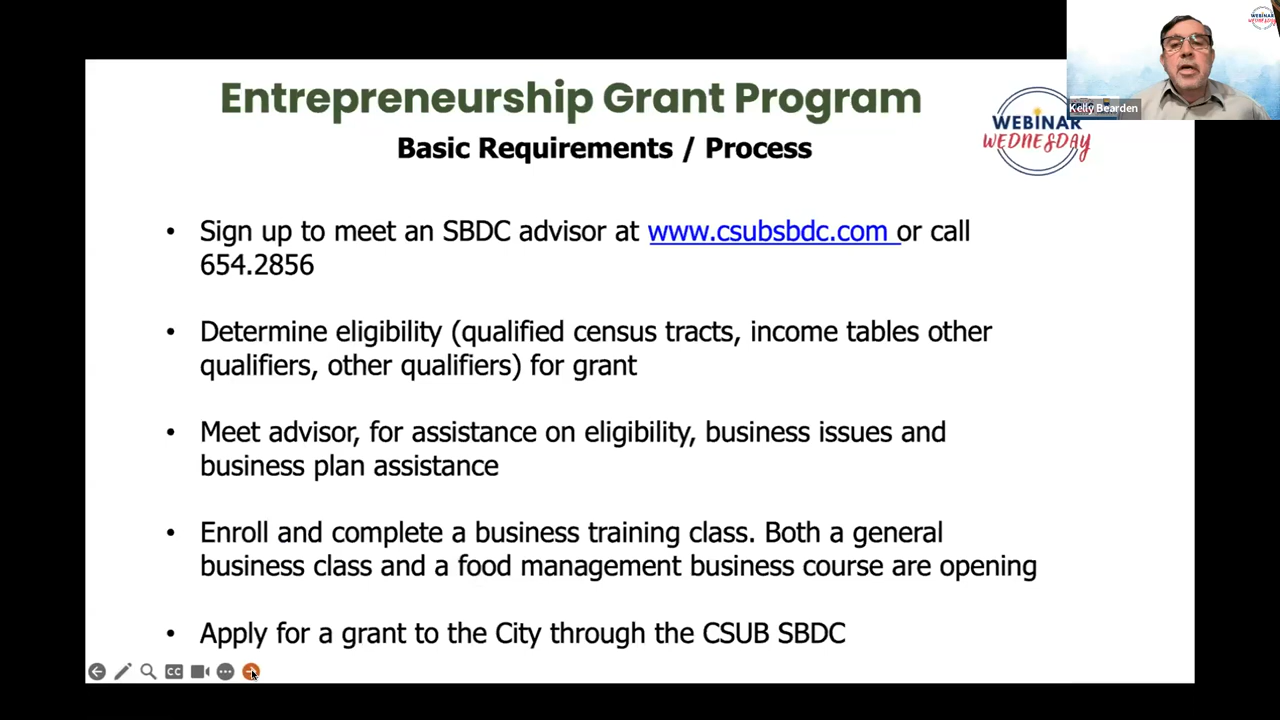 Entrepreneurship Grant Program
Basic Requirements / Process
WEBINAR
WEDNESDAY
WEBINAR
WEDNESDAY
Kelly Bearden
• Sign up to meet an SBDC advisor at www.csubsbdc.com or call
654.2856
• Determine eligibility (qualified census tracts, income tables other
qualifiers, other qualifiers) for grant
• Meet advisor, for assistance on eligibility, business issues and
business plan assistance
• Enroll and complete a business training class. Both a general
business class and a food management business course are opening
• Apply for a grant to the City through the CSUB SBDC
CC